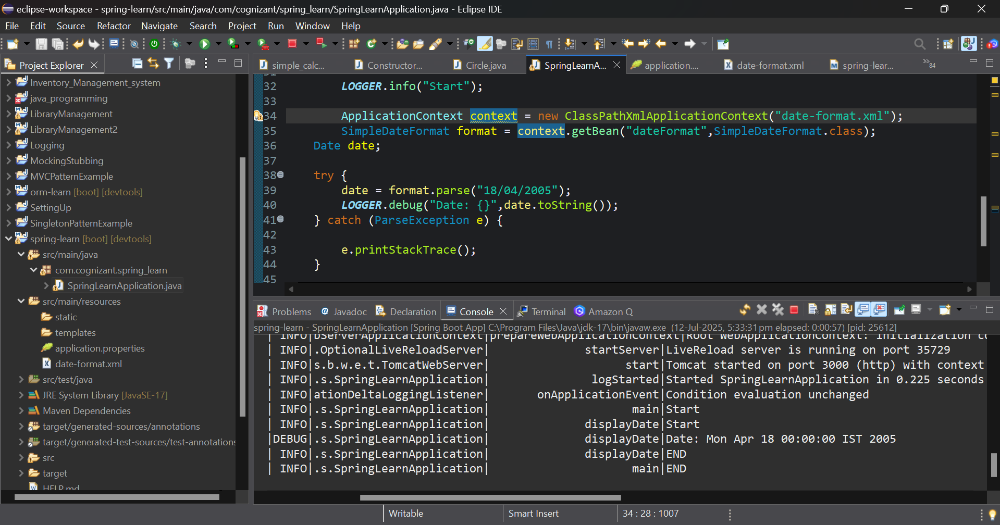 eclipse-workspace - spring-learn/src/main/java/com/cognizant/spring_learn/SpringLearnApplication.java - Eclipse IDE
File Edit Source Refactor Navigate Search Project Run Window Help
Project Explorer
Inventory_Management_system
java_programming
LibraryManagement
LibraryManagement2
Logging
MockingStubbing
MVCPatternExample
orm-learn [boot] [devtools]
SettingUp
SingletonPatternExample
spring-learn [boot] [devtools]
src/main/java
com.cognizant.spring_learn
SpringLearnApplication.java
src/main/resources
static
templates
application.properties
date-format.xml
src/test/java
JRE System Library [JavaSE-17]
Maven Dependencies
target/generated-sources/annotations
target/generated-test-sources/test-annotations
src
target
HELP.md
simple_calc... Constructor... Circle.java SpringLearnA... application.... date-format.xml spring-lear... »84
32 LOGGER.info("Start");
33
34 ApplicationContext context = new ClassPathXmlApplicationContext("date-format.xml");
35 SimpleDateFormat format = context.getBean("dateFormat",SimpleDateFormat.class);
36 Date date;
37
38 try {
39 date = format.parse("18/04/2005");
40 LOGGER.debug("Date: {}",date.toString());
41 } catch (ParseException e) {
42
43 e.printStackTrace();
44 }
45
Problems Javadoc Declaration Console Terminal Amazon Q
spring-learn - SpringLearnApplication [Spring Boot App] C:\Program Files\Java\jdk-17\bin\javaw.exe (12-Jul-2025, 5:33:31 pm elapsed: 0:00:57) [pid: 25612]
| INFO|bServerApplicationContext|prepareWebApplicationContext|Root WebApplicationContext: initialization
| INFO|.OptionalLiveReloadServer| startServer|LiveReload server is running on port 35729
| INFO|s.b.w.e.t.TomcatWebServer| start|Tomcat started on port 3000 (http) with context
| INFO|.s.SpringLearnApplication| logStarted|Started SpringLearnApplication in 0.225 seconds
| INFO|ationDeltaLoggingListener| onApplicationEvent|Condition evaluation unchanged
| INFO|.s.SpringLearnApplication| main|Start
| INFO|.s.SpringLearnApplication| displayDate|Start
|DEBUG|.s.SpringLearnApplication| displayDate|Date: Mon Apr 18 00:00:00 IST 2005
| INFO|.s.SpringLearnApplication| displayDate|END
| INFO|.s.SpringLearnApplication| main|END
Writable Smart Insert 34 : 28 : 1007